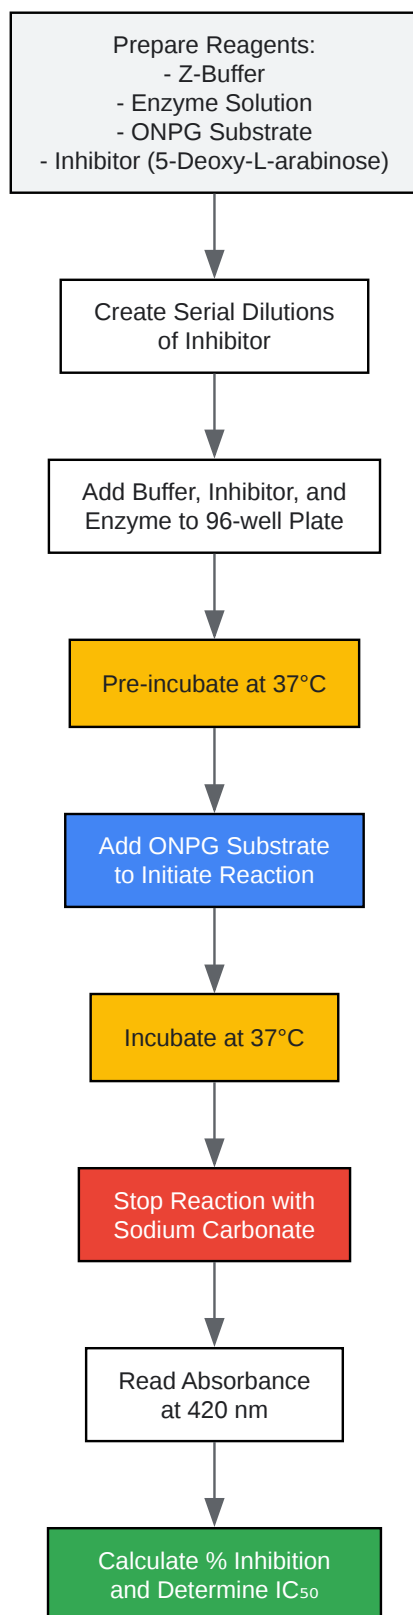 Prepare Reagents:
- Z-Buffer
- Enzyme Solution
- ONPG Substrate
- Inhibitor (5-Deoxy-L-arabinose)
Create Serial Dilutions
of Inhibitor
Add Buffer, Inhibitor, and
Enzyme to 96-well Plate
Pre-incubate at 37°C
Add ONPG Substrate
to Initiate Reaction
Incubate at 37°C
Stop Reaction with
Sodium Carbonate
Read Absorbance
at 420 nm
Calculate % Inhibition
and Determine IC₅₀